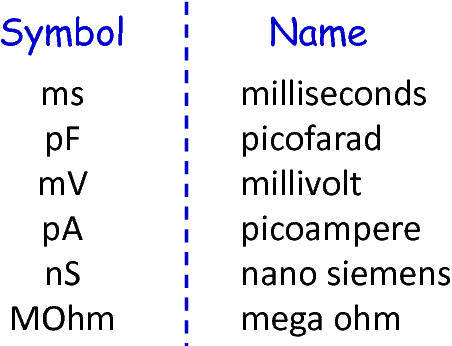 Symbol Name
ms milliseconds
pF picofarad
mV millivolt
pA picoampere
nS nano siemens
MOhm mega ohm